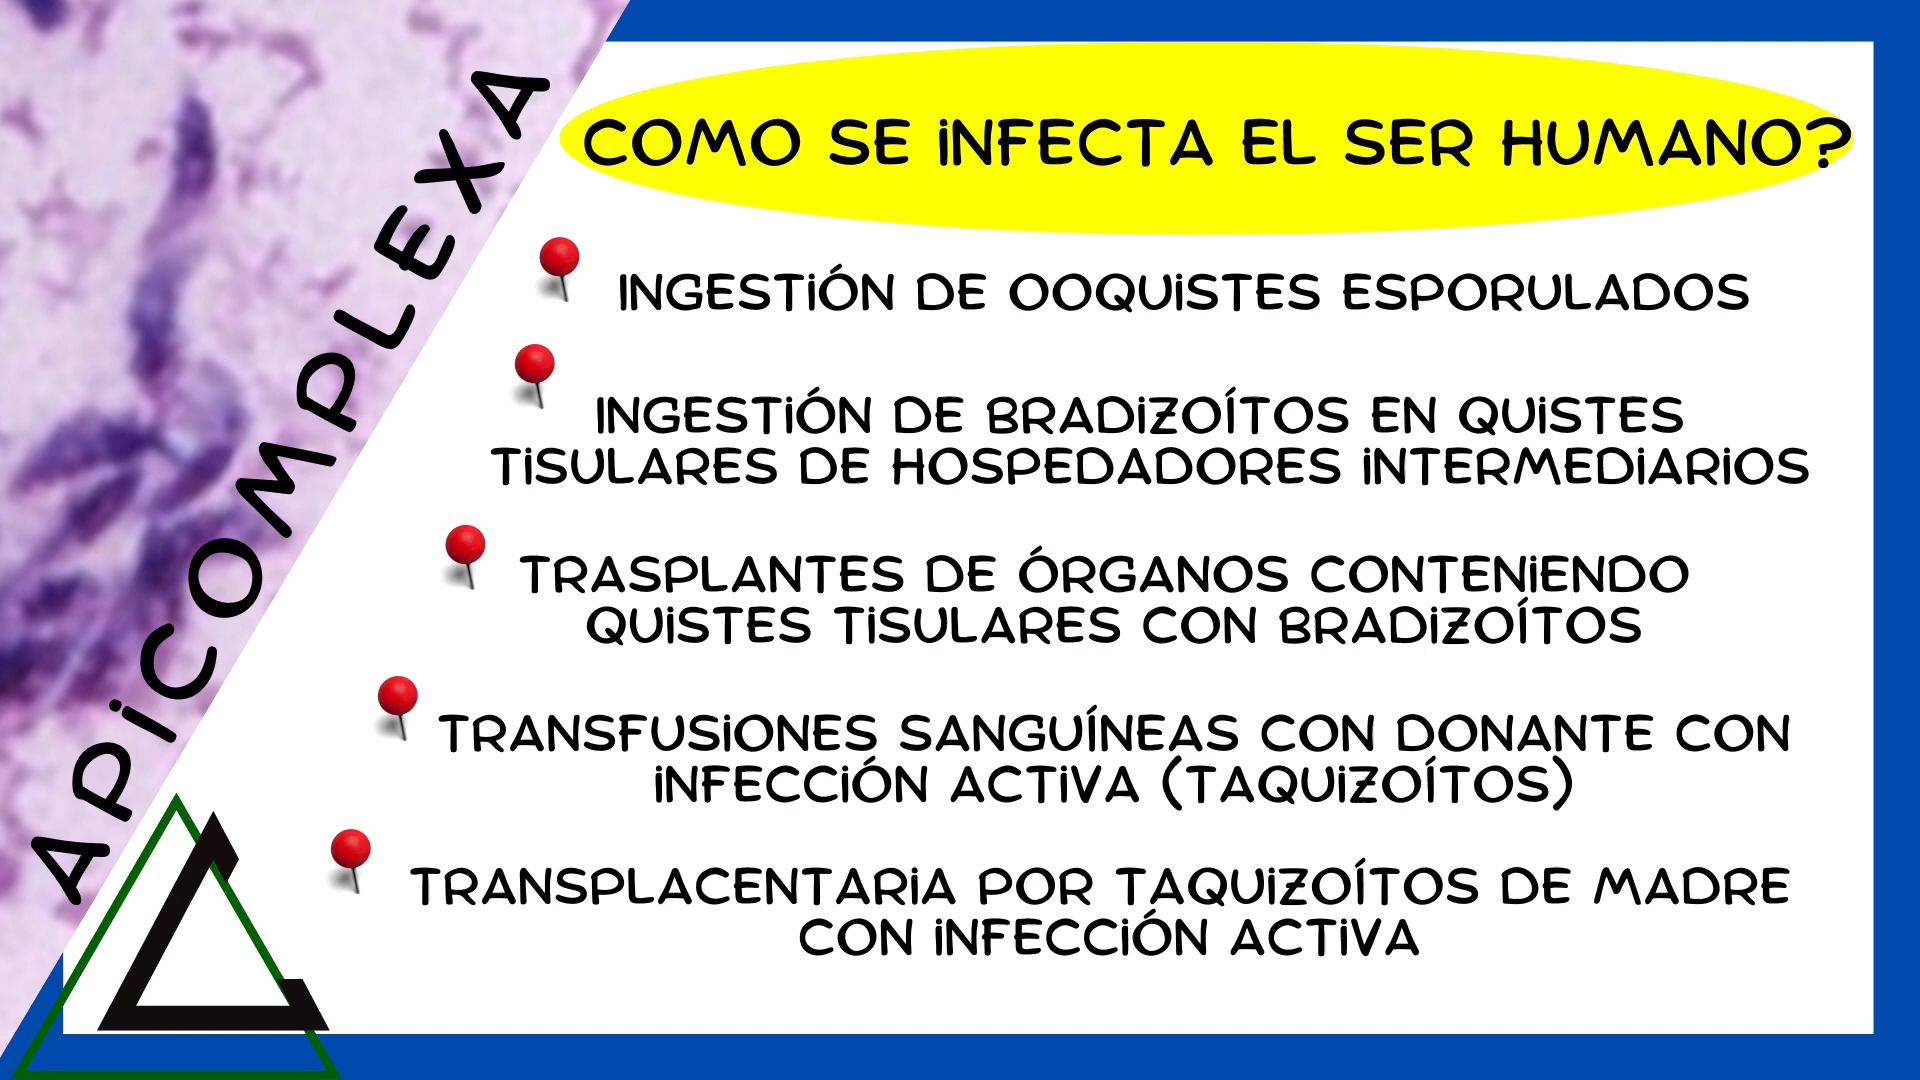 APICOMPLEXA
COMO SE INFECTA EL SER HUMANO?
INGESTIÓN DE OOQUISTES ESPORULADOS
INGESTIÓN DE BRADIZOÍTOS EN QUISTES
TISULARES DE HOSPEDADORES INTERMEDIARIOS
TRASPLANTES DE ÓRGANOS CONTENIENDO
QUISTES TISULARES CON BRADIZOÍTOS
TRANSFUSIONES SANGUÍNEAS CON DONANTE CON
INFECCIÓN ACTIVA (TAQUIZOÍTOS)
TRANSPLACENTARIA POR TAQUIZOÍTOS DE MADRE
CON INFECCIÓN ACTIVA